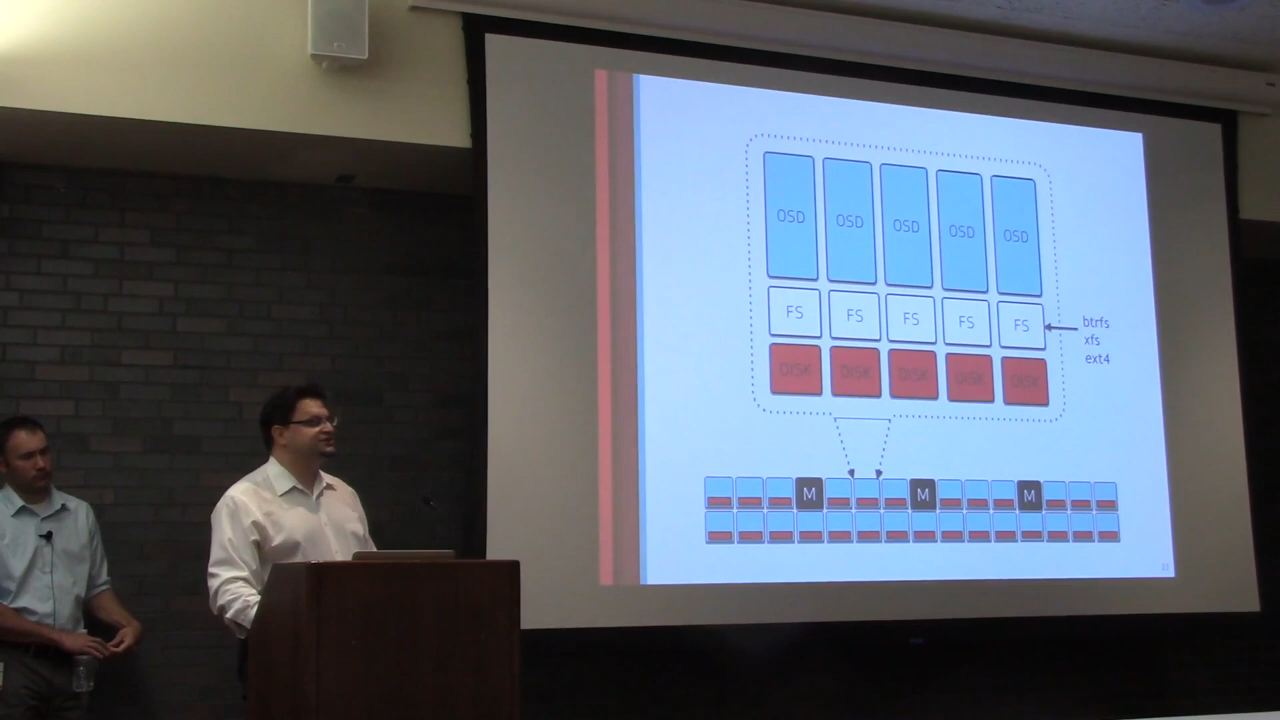 OSD OSD OSD OSD OSD
FS FS FS FS FS
btrfs
xfs
ext4
DISK DISK DISK DISK DISK
M M M